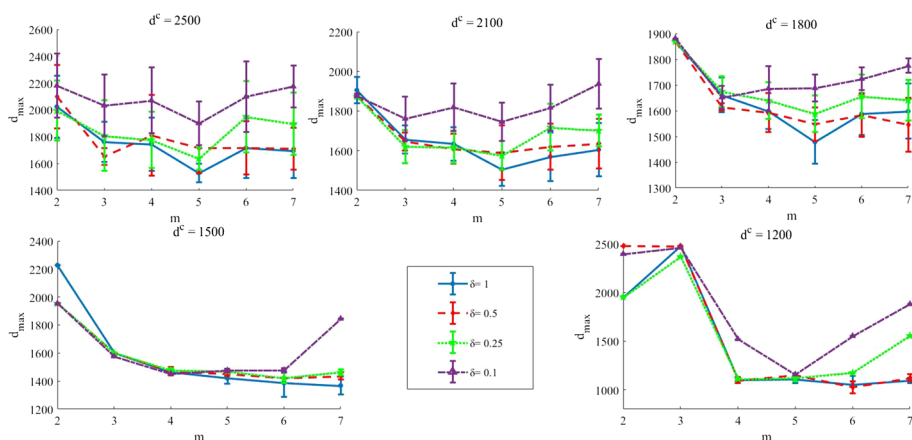 d^c = 2500
2600
2400
2200
2000
1800
1600
1400
d_max
2 3 4 5 6 7
m
d^c = 2100
2200
2000
1800
1600
1400
d_max
2 3 4 5 6 7
m
d^c = 1800
1900
1800
1700
1600
1500
1400
1300
d_max
2 3 4 5 6 7
m
d^c = 1500
2400
2200
2000
1800
1600
1400
1200
d_max
2 3 4 5 6 7
m
δ= 1
δ= 0.5
δ= 0.25
δ= 0.1
d^c = 1200
2500
2000
1500
1000
d_max
2 3 4 5 6 7
m